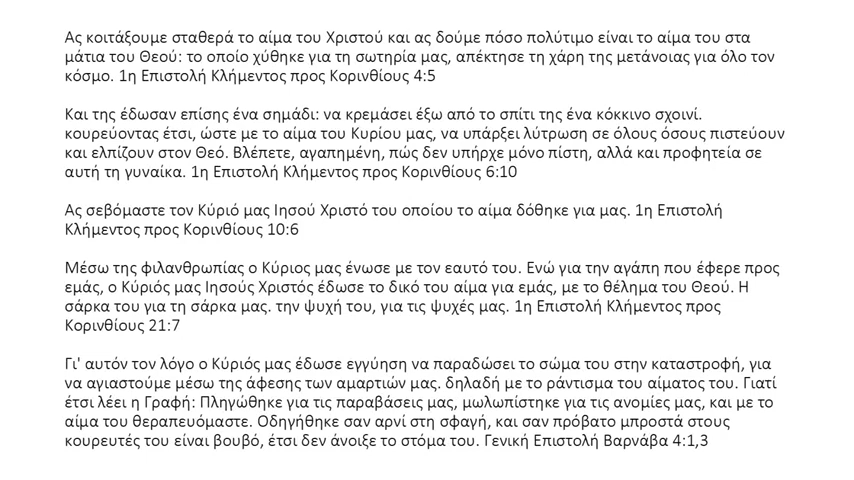 Ας κοιτάξουμε σταθερά το αίμα του Χριστού και ας δούμε πόσο πολύτιμο είναι το αίμα του στα
μάτια του Θεού: το οποίο χύθηκε για τη σωτηρία μας, απέκτησε τη χάρη της μετάνοιας για όλο τον
κόσμο. 1η Επιστολή Κλήμεντος προς Κορινθίους 4:5
Και της έδωσαν επίσης ένα σημάδι: να κρεμάσει έξω από το σπίτι της ένα κόκκινο σχοινί.
κουρεύοντας έτσι, ώστε με το αίμα του Κυρίου μας, να υπάρξει λύτρωση σε όλους όσους πιστεύουν
και ελπίζουν στον Θεό. Βλέπετε, αγαπημένη, πώς δεν υπήρχε μόνο πίστη, αλλά και προφητεία σε
αυτή τη γυναίκα. 1η Επιστολή Κλήμεντος προς Κορινθίους 6:10
Ας σεβόμαστε τον Κύριό μας Ιησού Χριστό του οποίου το αίμα δόθηκε για μας. 1η Επιστολή
Κλήμεντος προς Κορινθίους 10:6
Μέσω της φιλανθρωπίας ο Κύριος μας ένωσε με τον εαυτό του. Ενώ για την αγάπη που έφερε προς
εμάς, ο Κύριός μας Ιησούς Χριστός έδωσε το δικό του αίμα για εμάς, με το θέλημα του Θεού. Η
σάρκα του για τη σάρκα μας. την ψυχή του, για τις ψυχές μας. 1η Επιστολή Κλήμεντος προς
Κορινθίους 21:7
Γι' αυτόν τον λόγο ο Κύριός μας έδωσε εγγύηση να παραδώσει το σώμα του στην καταστροφή, για
να αγιαστούμε μέσω της άφεσης των αμαρτιών μας. δηλαδή με το ράντισμα του αίματος του. Γιατί
έτσι λέει η Γραφή: Πληγώθηκε για τις παραβάσεις μας, μωλωπίστηκε για τις ανομίες μας, και με το
αίμα του θεραπευόμαστε. Οδηγήθηκε σαν αρνί στη σφαγή, και σαν πρόβατο μπροστά στους
κουρευτές του είναι βουβό, έτσι δεν άνοιξε το στόμα του. Γενική Επιστολή Βαρνάβα 4:1,3